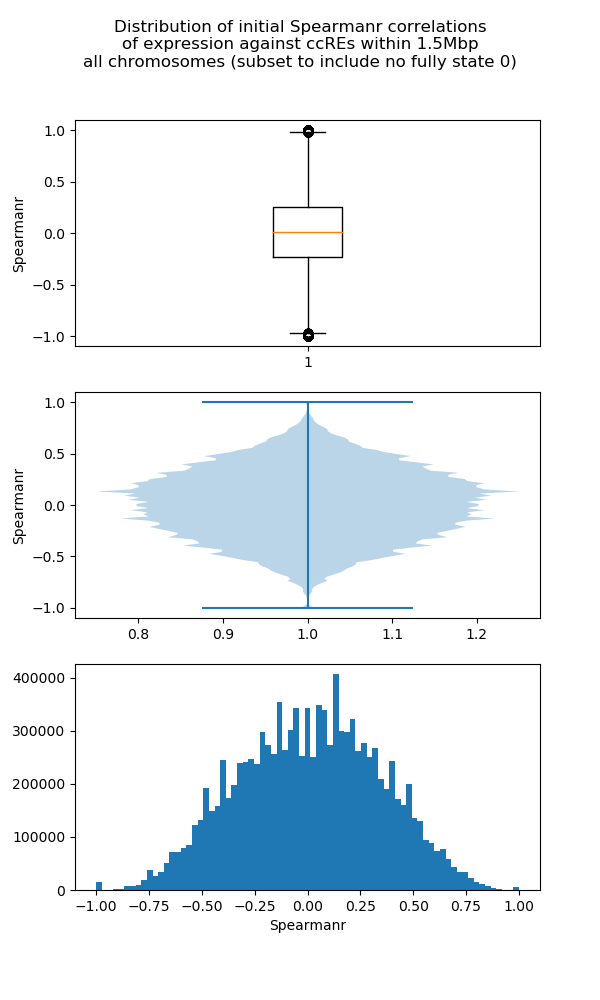 Distribution of initial Spearmanr correlations
of expression against ccREs within 1.5Mbp
all chromosomes (subset to include no fully state 0)
1.0
0.5
0.0
−0.5
−1.0
Spearmanr
1
1.0
0.5
0.0
−0.5
−1.0
Spearmanr
0.8 0.9 1.0 1.1 1.2
400000
300000
200000
100000
0
−1.00 −0.75 −0.50 −0.25 0.00 0.25 0.50 0.75 1.00
Spearmanr